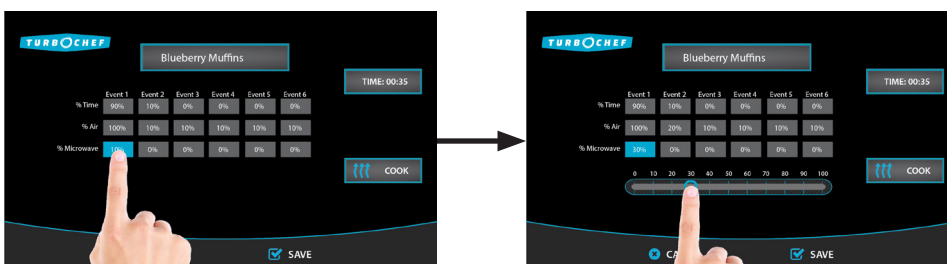 TURBOCHEF
Blueberry Muffins
TIME: 00:35
Event 1 Event 2 Event 3 Event 4 Event 5 Event 6
% Time 90% 10% 0% 0% 0% 0%
% Air 100% 10% 10% 10% 10% 10%
% Microwave 10% 0% 0% 0% 0% 0%
COOK
SAVE
TURBOCHEF
Blueberry Muffins
TIME: 00:35
Event 1 Event 2 Event 3 Event 4 Event 5 Event 6
% Time 90% 10% 0% 0% 0% 0%
% Air 100% 20% 10% 10% 10% 10%
% Microwave 30% 0% 0% 0% 0% 0%
COOK
0 10 20 30 40 50 60 70 80 90 100
CA
SAVE